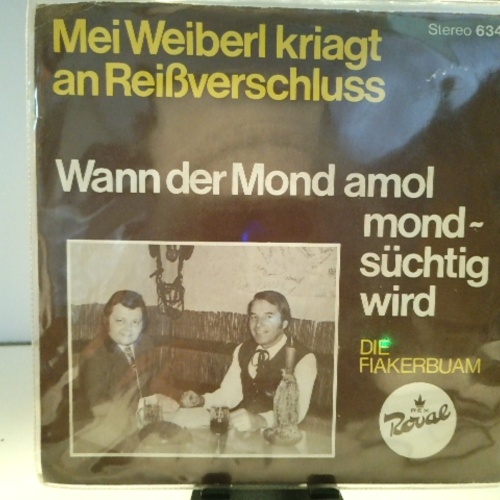 Stereo 634
Mei Weiberl kriagt
an Reißverschluss
Wann der Mond amol
mond~
süchtig
wird
DIE
FIAKERBUAM
REX
Royal